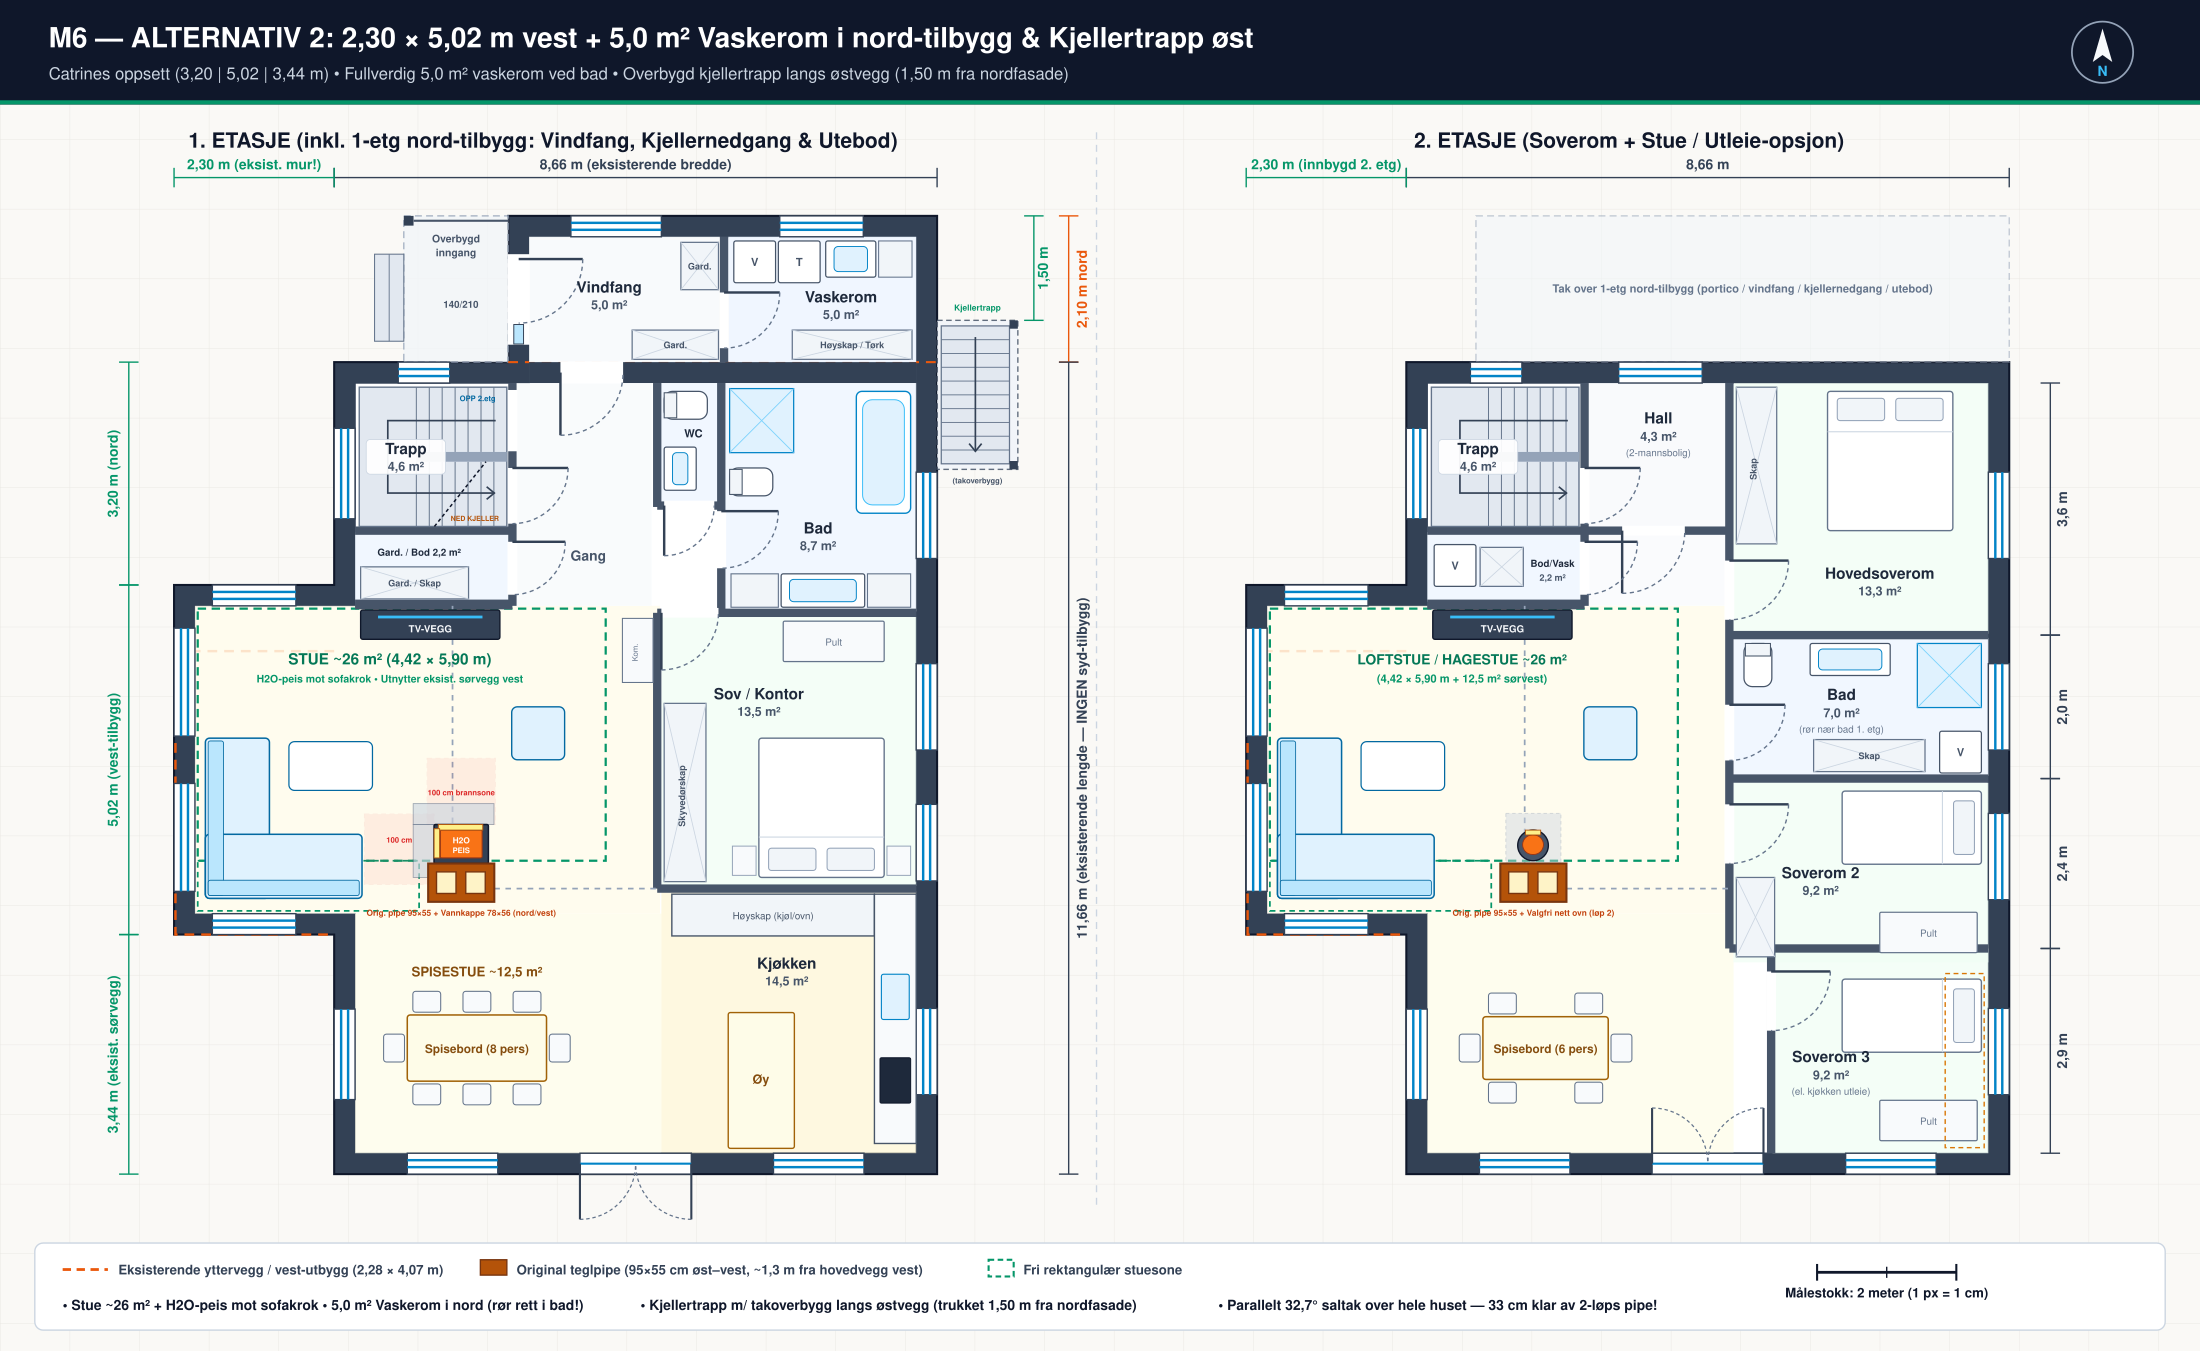 M6 — ALTERNATIV 2: 2,30 × 5,02 m vest + 5,0 m² Vaskerom i nord-tilbygg & Kjellertrapp øst
Catrines oppsett (3,20 | 5,02 | 3,44 m) • Fullverdig 5,0 m² vaskerom ved bad • Overbygd kjellertrapp langs østvegg (1,50 m fra nordfasade)
N
1. ETASJE (inkl. 1-etg nord-tilbygg: Vindfang, Kjellernedgang & Utebod)
2,30 m (eksist. mur!)
8,66 m (eksisterende bredde)
Overbygd
inngang
140/210
Vindfang
5,0 m²
Gard.
Gard.
V
T
Vaskerom
5,0 m²
Høyskap / Tørk
1,50 m
2,10 m nord
Kjellertrapp
(takoverbygg)
OPP 2.etg
Trapp
4,6 m²
NED KJELLER
WC
Bad
8,7 m²
Gard. / Bod 2,2 m²
Gard. / Skap
Gang
3,20 m (nord)
5,02 m (vest-tilbygg)
3,44 m (eksist. sørvegg)
11,66 m (eksisterende lengde — INGEN syd-tilbygg)
TV-VEGG
STUE ~26 m² (4,42 × 5,90 m)
H2O-peis mot sofakrok • Utnytter eksist. sørvegg vest
Kom.
Pult
Sov / Kontor
13,5 m²
Skyvedørskap
100 cm brannsone
100 cm
H2O
PEIS
Orig. pipe 95×55 + Vannkappe 78×56 (nord/vest)
Høyskap (kjøl/ovn)
SPISESTUE ~12,5 m²
Spisebord (8 pers)
Kjøkken
14,5 m²
Øy
2. ETASJE (Soverom + Stue / Utleie-opsjon)
2,30 m (innbygd 2. etg)
8,66 m
Tak over 1-etg nord-tilbygg (portico / vindfang / kjellernedgang / utebod)
Trapp
4,6 m²
Hall
4,3 m²
(2-mannsbolig)
Skap
Hovedsoverom
13,3 m²
V
Bod/Vask
2,2 m²
TV-VEGG
LOFTSTUE / HAGESTUE ~26 m²
(4,42 × 5,90 m + 12,5 m² sørvest)
Bad
7,0 m²
(rør nær bad 1. etg)
Skap
V
Soverom 2
9,2 m²
Pult
Orig. pipe 95×55 + Valgfri nett ovn (løp 2)
Spisebord (6 pers)
Soverom 3
9,2 m²
(el. kjøkken utleie)
Pult
3,6 m
2,0 m
2,4 m
2,9 m
Eksisterende yttervegg / vest-utbygg (2,28 × 4,07 m)
Original teglpipe (95×55 cm øst–vest, ~1,3 m fra hovedvegg vest)
Fri rektangulær stuesone
Målestokk: 2 meter (1 px = 1 cm)
• Stue ~26 m² + H2O-peis mot sofakrok • 5,0 m² Vaskerom i nord (rør rett i bad!)
• Kjellertrapp m/ takoverbygg langs østvegg (trukket 1,50 m fra nordfasade)
• Parallelt 32,7° saltak over hele huset — 33 cm klar av 2-løps pipe!